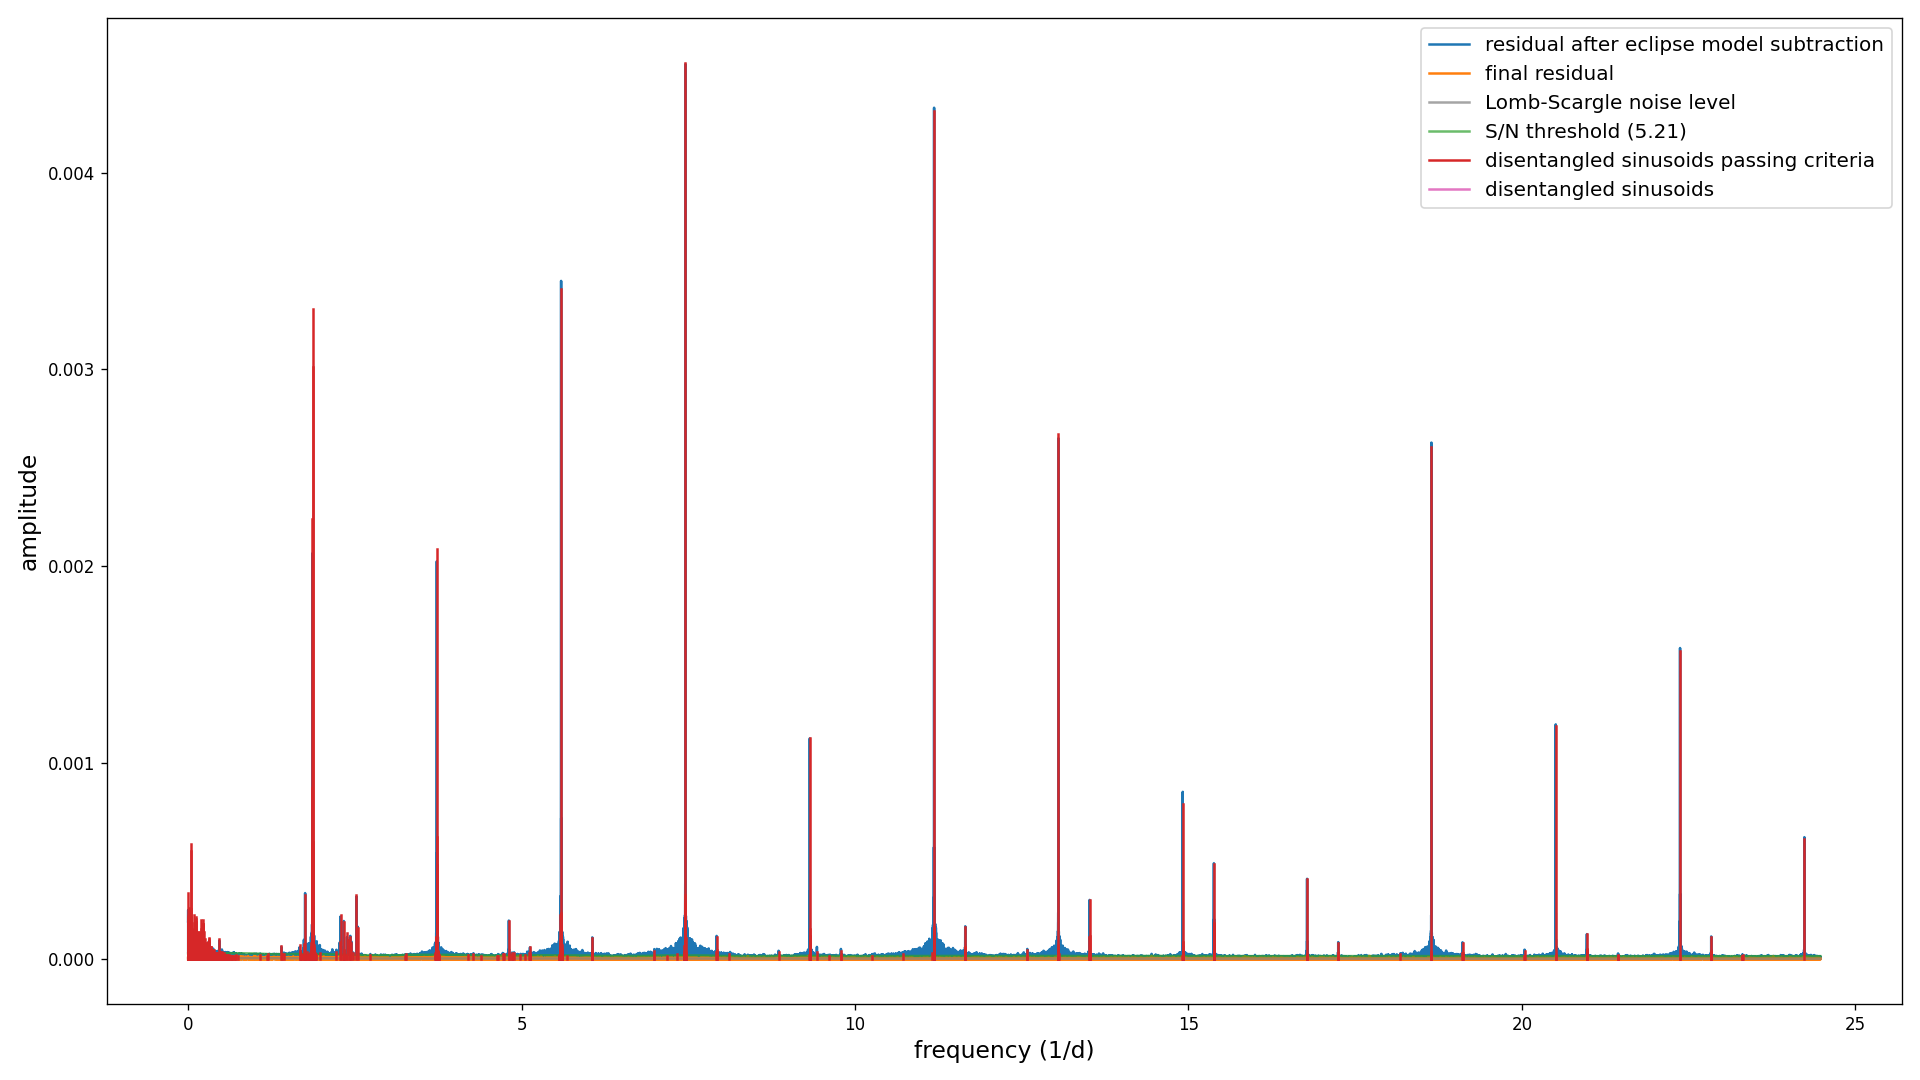 residual after eclipse model subtraction
final residual
Lomb-Scargle noise level
S/N threshold (5.21)
disentangled sinusoids passing criteria
disentangled sinusoids
amplitude
0.004
0.003
0.002
0.001
0.000
0 5 10 15 20 25
frequency (1/d)